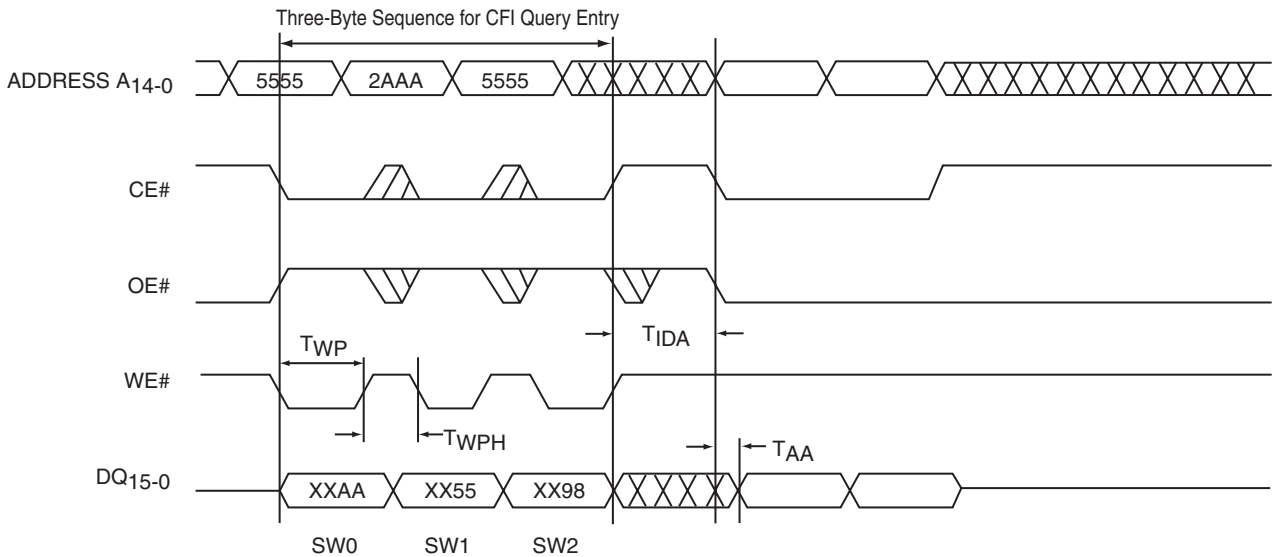 Three-Byte Sequence for CFI Query Entry
ADDRESS A14-0
5555 2AAA 5555
CE#
OE#
TIDA
TWP
WE#
TWPH
TAA
DQ15-0
XXAA XX55 XX98
SW0 SW1 SW2